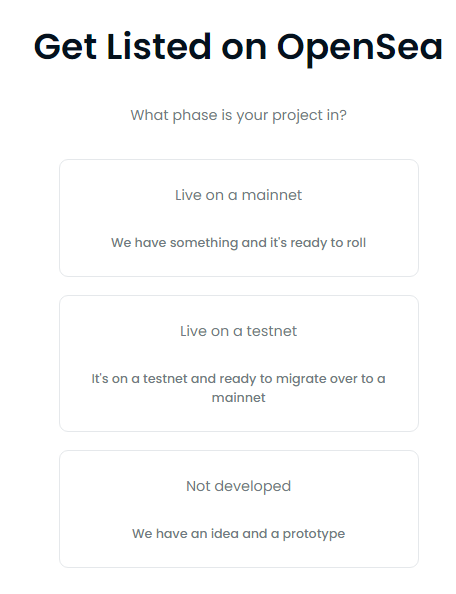 Get Listed on OpenSea
What phase is your project in?
Live on a mainnet
We have something and it's ready to roll
Live on a testnet
It's on a testnet and ready to migrate over to a
mainnet
Not developed
We have an idea and a prototype